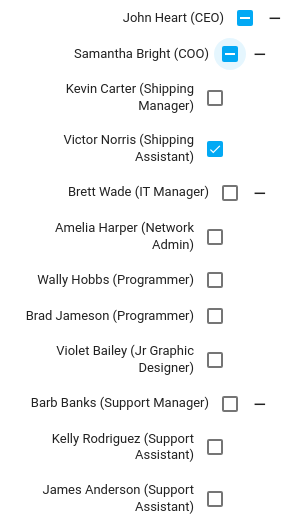 John Heart (CEO)
Samantha Bright (COO)
Kevin Carter (Shipping
Manager)
Victor Norris (Shipping
Assistant)
Brett Wade (IT Manager)
Amelia Harper (Network
Admin)
Wally Hobbs (Programmer)
Brad Jameson (Programmer)
Violet Bailey (Jr Graphic
Designer)
Barb Banks (Support Manager)
Kelly Rodriguez (Support
Assistant)
James Anderson (Support
Assistant)